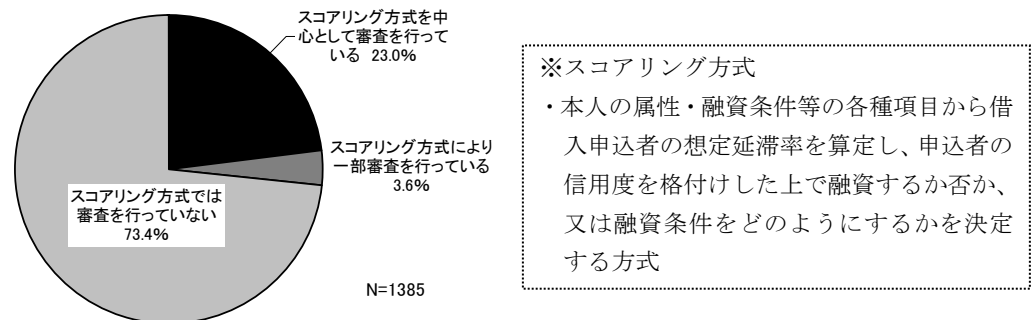 スコアリング方式を中
心として審査を行って
いる 23.0%
スコアリング方式により
一部審査を行っている
3.6%
スコアリング方式では
審査を行っていない
73.4%
N=1385
※スコアリング方式
・本人の属性・融資条件等の各種項目から借
入申込者の想定延滞率を算定し、申込者の
信用度を格付けした上で融資するか否か、
又は融資条件をどのようにするかを決定
する方式